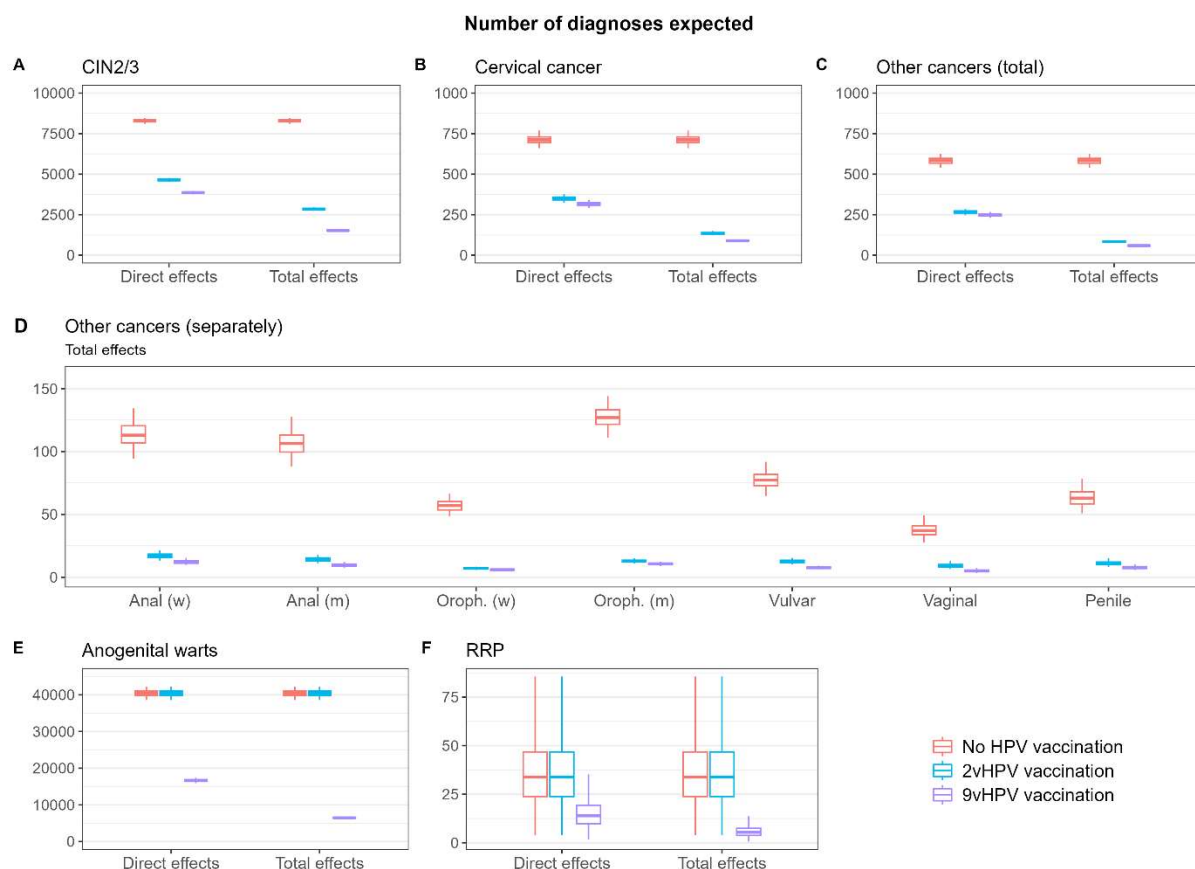 Number of diagnoses expected
A CIN2/3
10000
7500
5000
2500
0
Direct effects Total effects
B Cervical cancer
1000
750
500
250
0
Direct effects Total effects
C Other cancers (total)
1000
750
500
250
0
Direct effects Total effects
D Other cancers (separately)
Total effects
150
100
50
0
Anal (w) Anal (m) Oroph. (w) Oroph. (m) Vulvar Vaginal Penile
E Anogenital warts
40000
30000
20000
10000
0
Direct effects Total effects
F RRP
75
50
25
0
Direct effects Total effects
No HPV vaccination
2vHPV vaccination
9vHPV vaccination